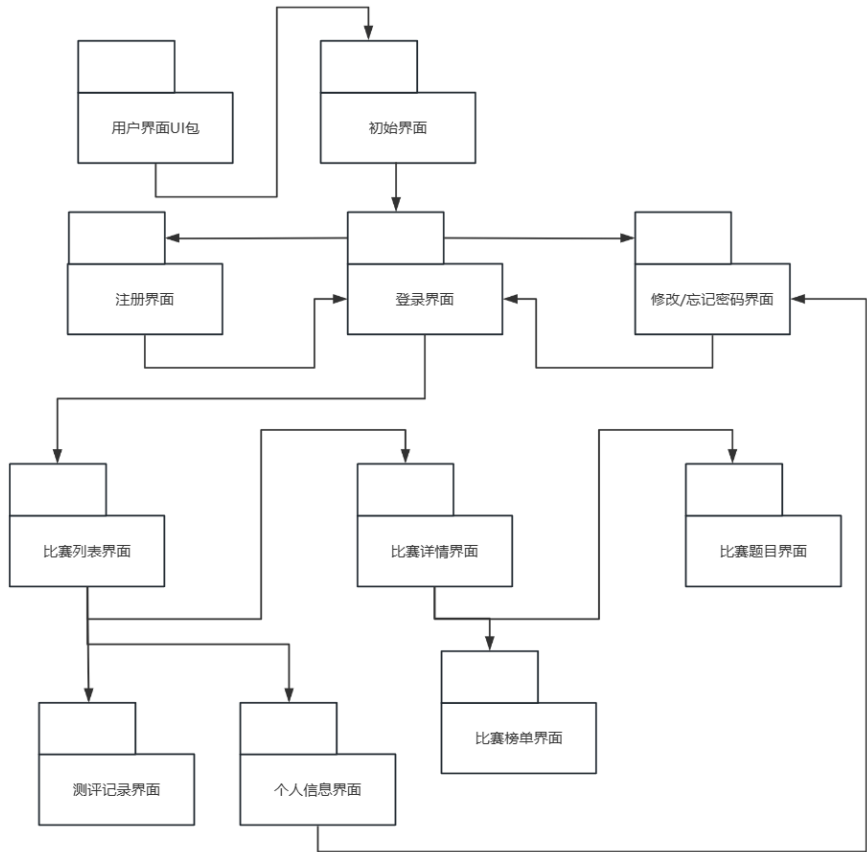 用户界面UI包
初始界面
注册界面
登录界面
修改/忘记密码界面
比赛列表界面
比赛详情界面
比赛题目界面
比赛榜单界面
测评记录界面
个人信息界面